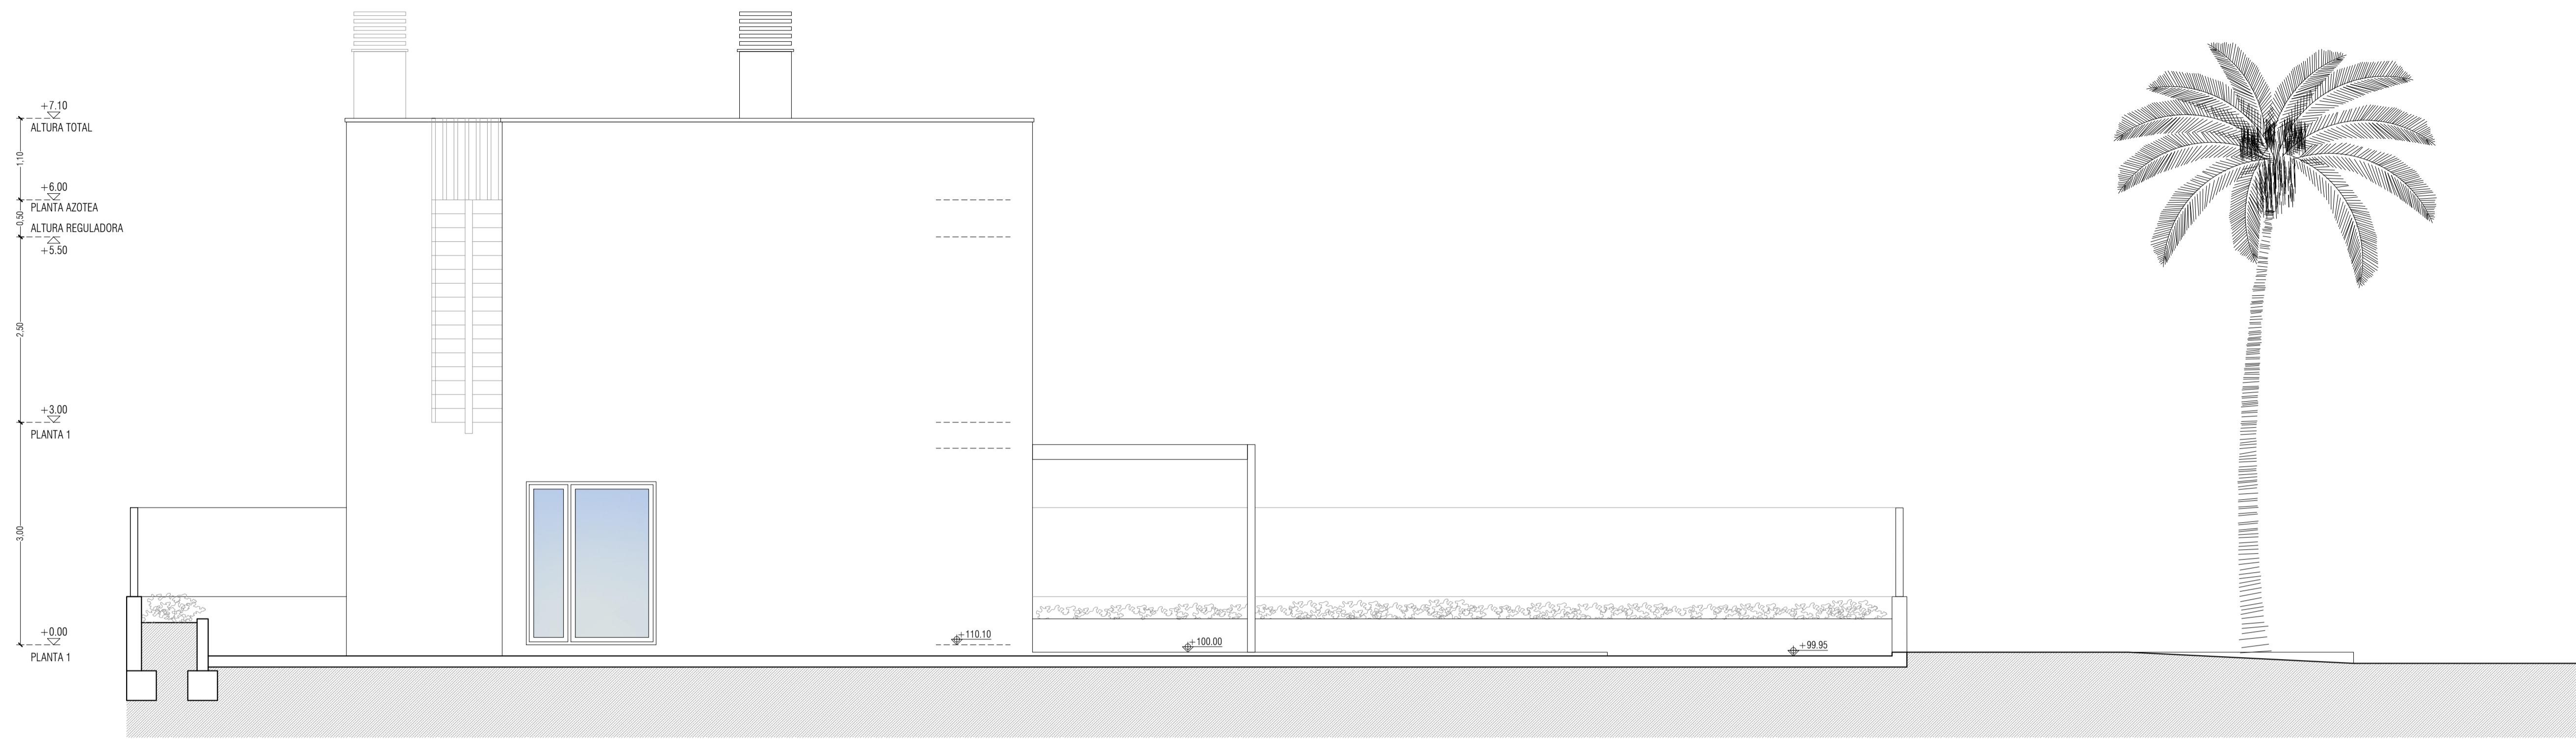 +7.10
ALTURA TOTAL
1,10
+6.00
PLANTA AZOTEA
0,50
ALTURA REGULADORA
+5.50
2,50
+3.00
PLANTA 1
3,00
+0.00
PLANTA 1
+110.10
+100.00
+99.95